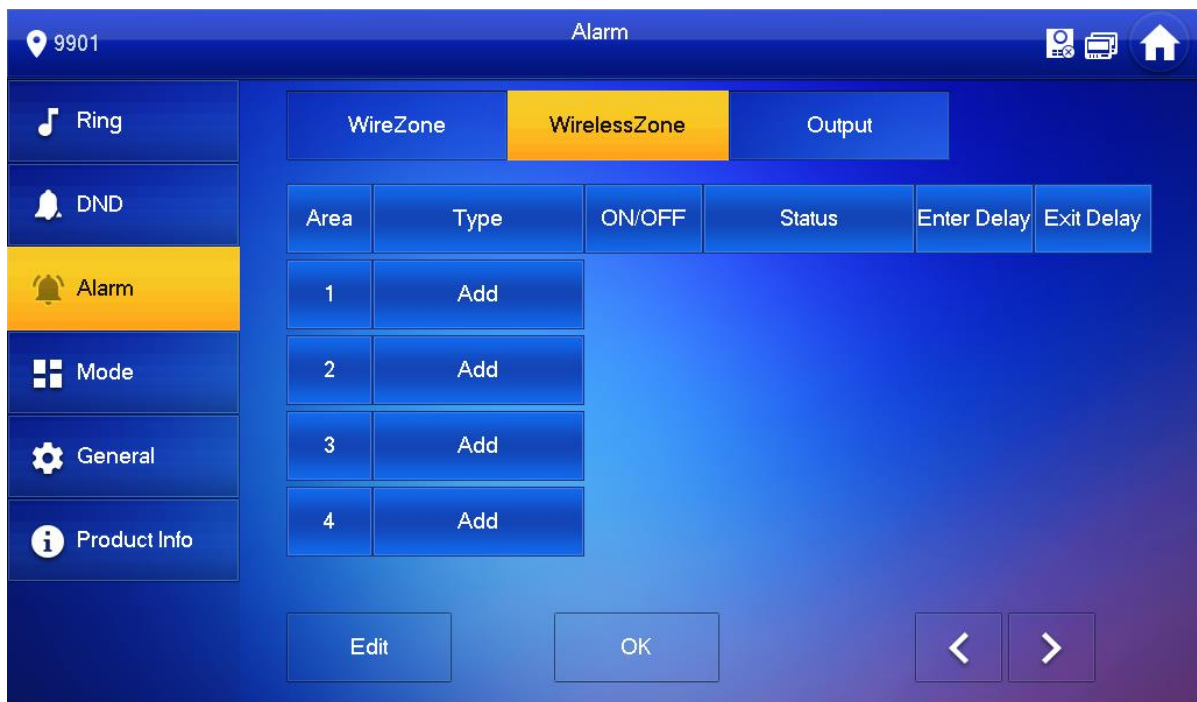 9901
Alarm
Ring
DND
Alarm
Mode
General
Product Info
WireZone WirelessZone Output
Area Type ON/OFF Status Enter Delay Exit Delay
1 Add
2 Add
3 Add
4 Add
Edit OK < >